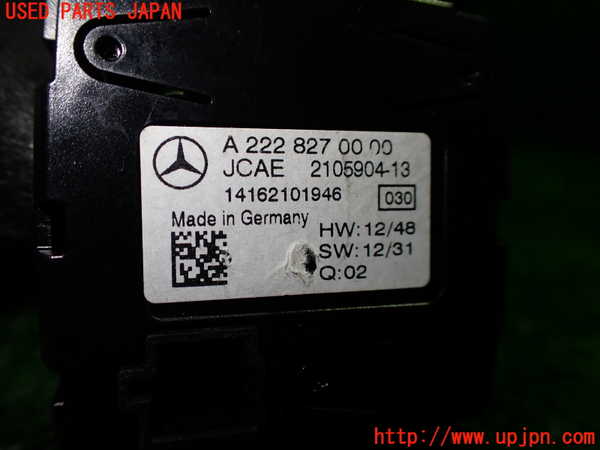 USED PARTS JAPAN
A 222 827 00 00
JCAE 2105904-13
14162101946 030
Made in Germany
HW: 12/48
SW: 12/31
Q: 02
http://www.upjpn.com/